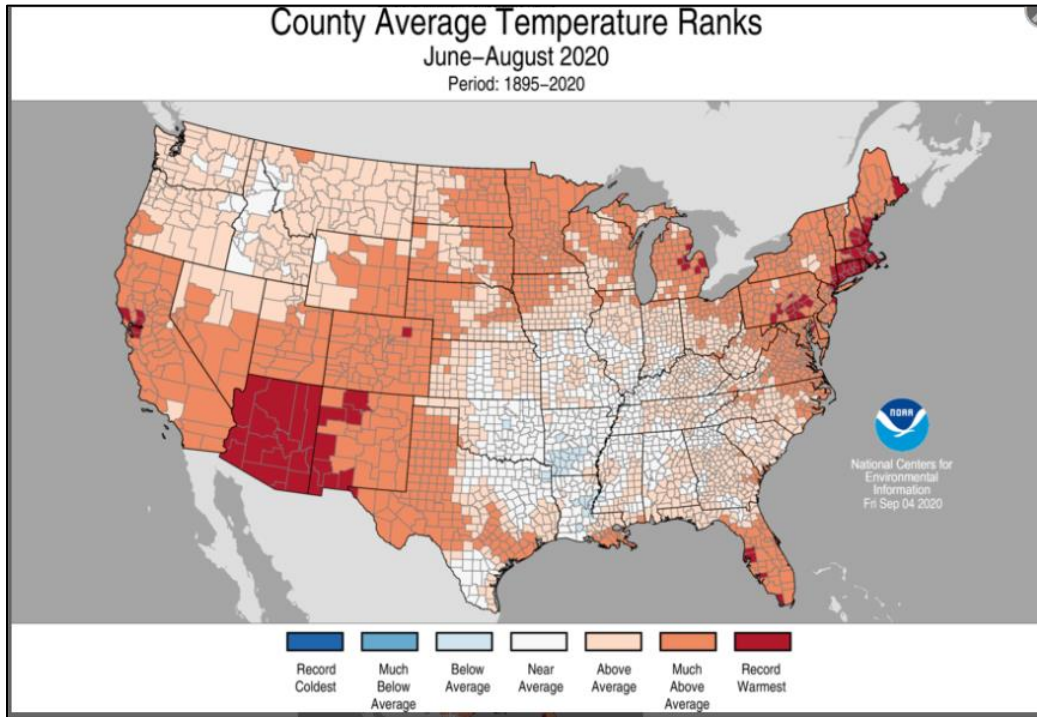 County Average Temperature Ranks
June–August 2020
Period: 1895–2020
NOAA
National Centers for
Environmental
Information
Fri Sep 04 2020
Record
Coldest
Much
Below
Average
Below
Average
Near
Average
Above
Average
Much
Above
Average
Record
Warmest